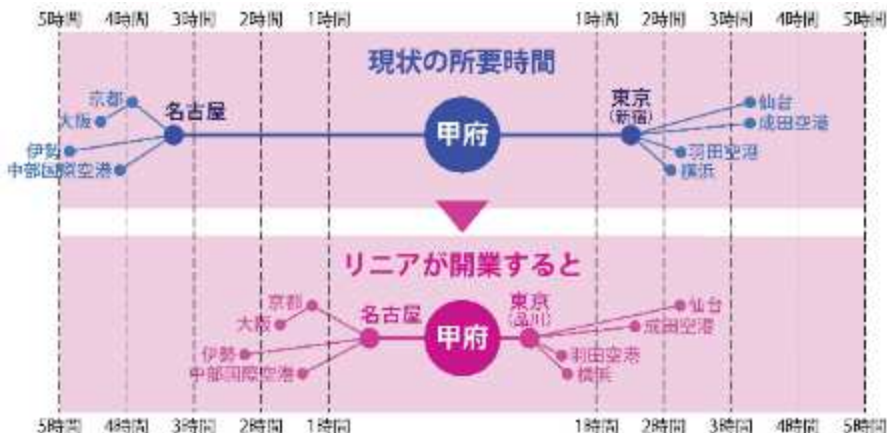 5時間 4時間 3時間 2時間 1時間 1時間 2時間 3時間 4時間 5時間
現状の所要時間
京都
名古屋
大阪
伊勢
中部国際空港
甲府
東京
(新宿)
仙台
成田空港
羽田空港
横浜
リニアが開業すると
京都
名古屋
大阪
伊勢
中部国際空港
甲府
東京
(品川)
仙台
成田空港
羽田空港
横浜
5時間 4時間 3時間 2時間 1時間 1時間 2時間 3時間 4時間 5時間